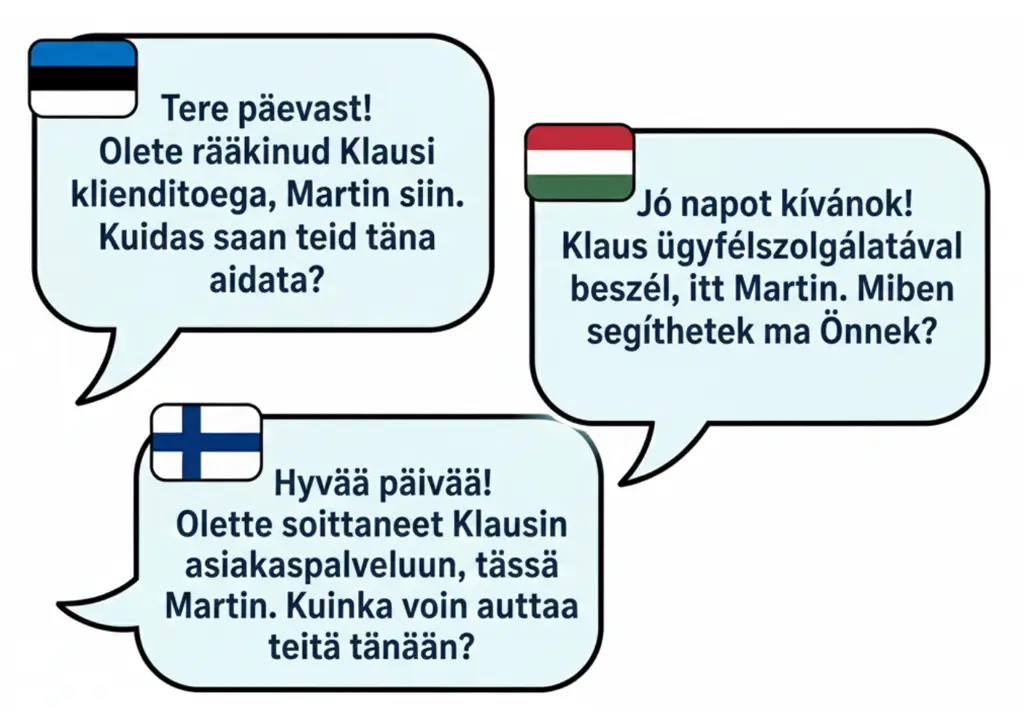 Tere päevast!
Olete rääkinud Klausi
klienditoega, Martin siin.
Kuidas saan teid täna
aidata?
Jó napot kívánok!
Klaus ügyfélszolgálatával
beszél, itt Martin. Miben
segíthetek ma Önnek?
Hyvää päivää!
Olette soittaneet Klausin
asiakaspalveluun, tässä
Martin. Kuinka voin auttaa
teitä tänään?